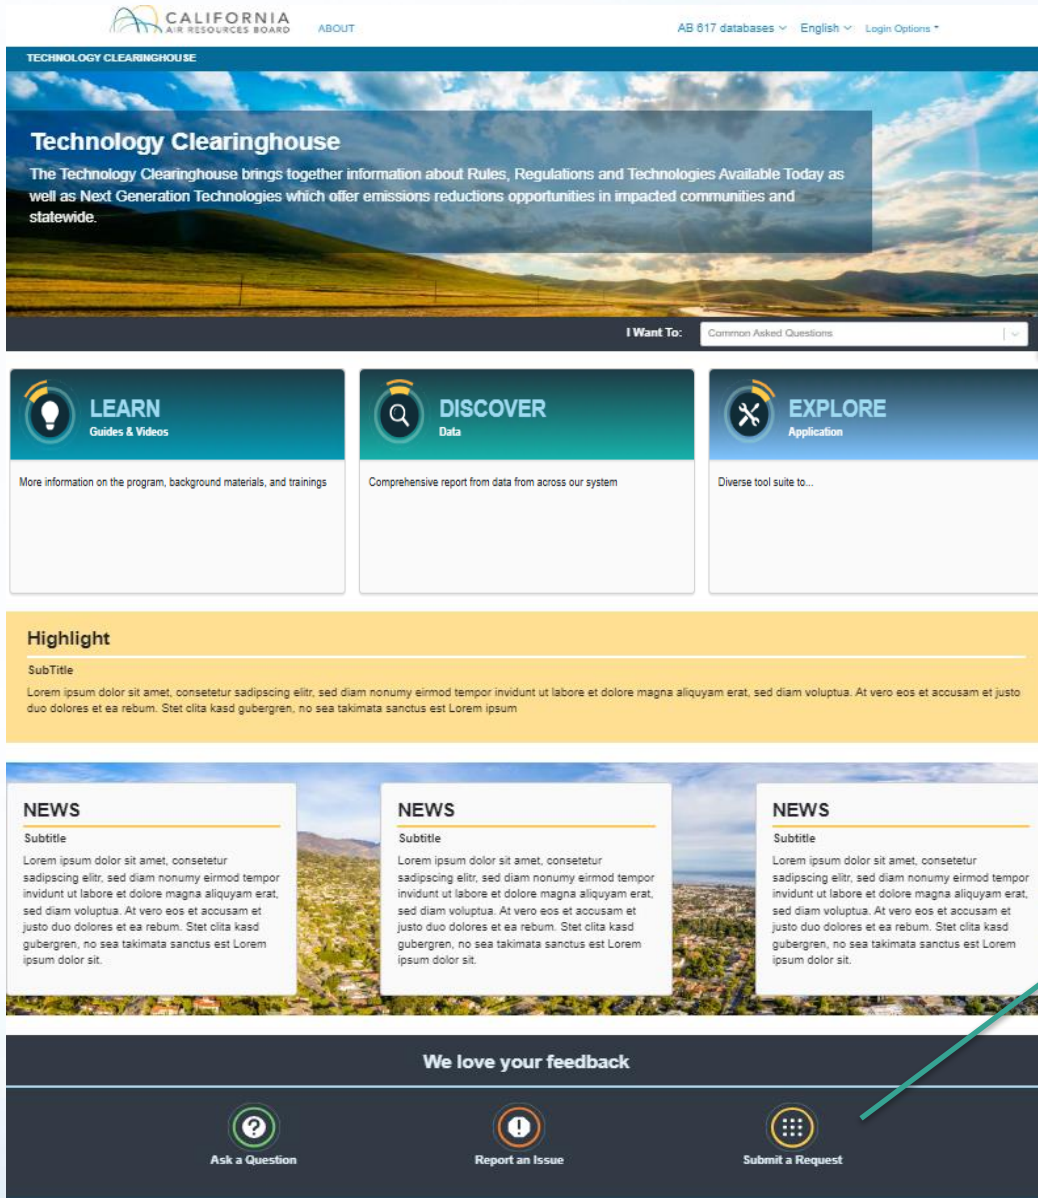 CALIFORNIA
AIR RESOURCES BOARD
ABOUT
AB 617 databases
English
Login Options
TECHNOLOGY CLEARINGHOUSE
Technology Clearinghouse
The Technology Clearinghouse brings together information about Rules, Regulations and Technologies Available Today as
well as Next Generation Technologies which offer emissions reductions opportunities in impacted communities and
statewide.
I Want To:
Common Asked Questions
LEARN
Guides & Videos
More information on the program, background materials, and trainings
DISCOVER
Data
Comprehensive report from data from across our system
EXPLORE
Application
Diverse tool suite to...
Highlight
SubTitle
Lorem ipsum dolor sit amet, consetetur sadipscing elitr, sed diam nonumy eirmod tempor invidunt ut labore et dolore magna aliquyam erat, sed diam voluptua. At vero eos et accusam et justo
duo dolores et ea rebum. Stet clita kasd gubergren, no sea takimata sanctus est Lorem ipsum
NEWS
Subtitle
Lorem ipsum dolor sit amet, consetetur
sadipscing elitr, sed diam nonumy eirmod tempor
invidunt ut labore et dolore magna aliquyam erat,
sed diam voluptua. At vero eos et accusam et
justo duo dolores et ea rebum. Stet clita kasd
gubergren, no sea takimata sanctus est Lorem
ipsum dolor sit.
NEWS
Subtitle
Lorem ipsum dolor sit amet, consetetur
sadipscing elitr, sed diam nonumy eirmod tempor
invidunt ut labore et dolore magna aliquyam erat,
sed diam voluptua. At vero eos et accusam et
justo duo dolores et ea rebum. Stet clita kasd
gubergren, no sea takimata sanctus est Lorem
ipsum dolor sit.
NEWS
Subtitle
Lorem ipsum dolor sit amet, consetetur
sadipscing elitr, sed diam nonumy eirmod tempor
invidunt ut labore et dolore magna aliquyam erat,
sed diam voluptua. At vero eos et accusam et
justo duo dolores et ea rebum. Stet clita kasd
gubergren, no sea takimata sanctus est Lorem
ipsum dolor sit.
We love your feedback
Ask a Question
Report an Issue
Submit a Request